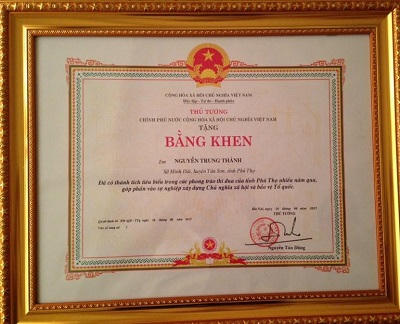 CỘNG HÒA XÃ HỘI CHỦ NGHĨA VIỆT NAM
Độc lập - Tự do - Hạnh phúc
THỦ TƯỚNG
CHÍNH PHỦ NƯỚC CỘNG HÒA XÃ HỘI CHỦ NGHĨA VIỆT NAM
TẶNG
BẰNG KHEN
NGUYỄN TRUNG THÀNH
Xã Minh Đài, huyện Tân Sơn, tỉnh Phú Thọ
Đã có thành tích tiêu biểu trong các phong trào thi đua của tỉnh Phú Thọ nhiều năm qua,
góp phần vào sự nghiệp xây dựng Chủ nghĩa xã hội và bảo vệ Tổ quốc.
Hà Nội, ngày
THỦ TƯỚNG
Nguyễn Tấn Dũng